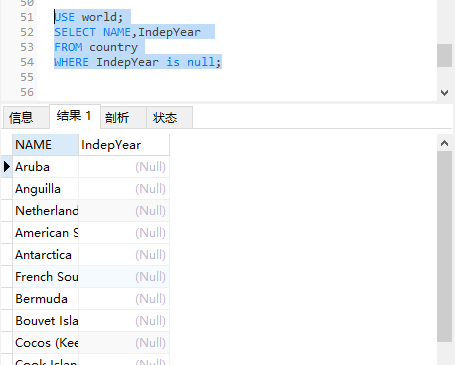 50
51 USE world;
52 SELECT NAME,IndepYear
53 FROM country
54 WHERE IndepYear is null;
55
56
信息 结果 1 剖析 状态
NAME IndepYear
Aruba (Null)
Anguilla (Null)
Netherland (Null)
American S (Null)
Antarctica (Null)
French Sou (Null)
Bermuda (Null)
Bouvet Isla (Null)
Cocos (Kee (Null)
Cook Islan (Null)